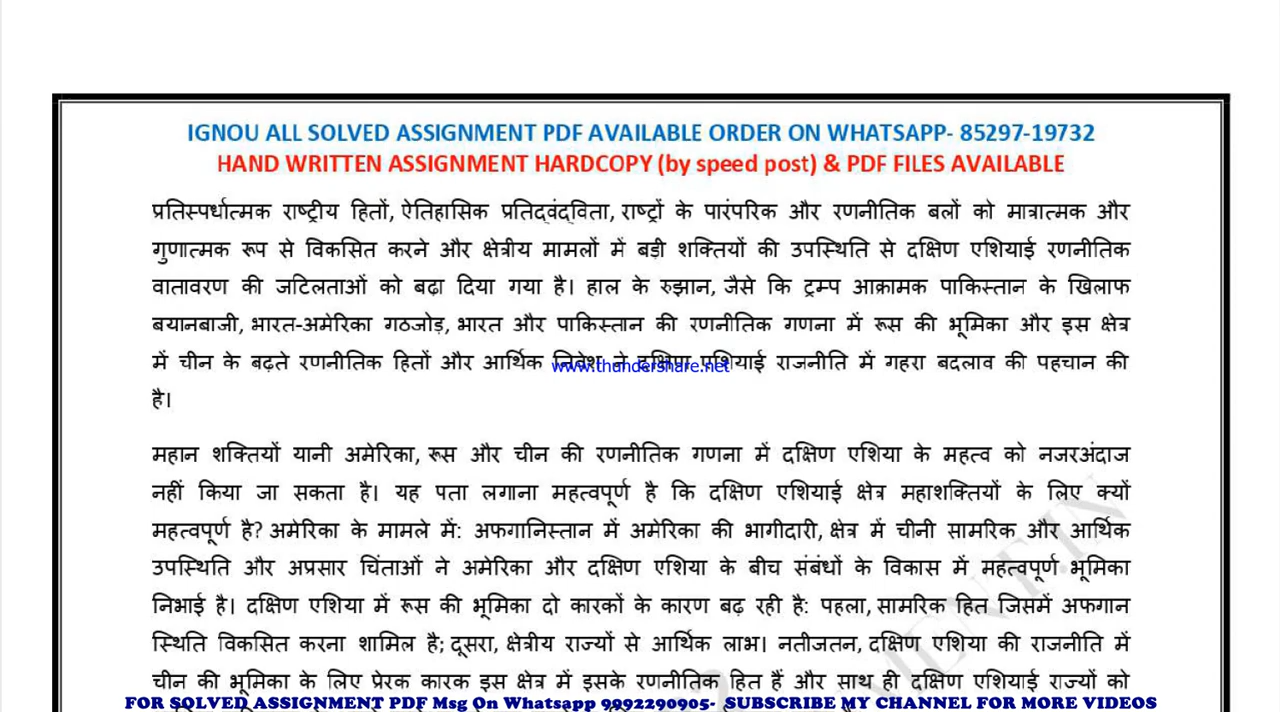 IGNOU ALL SOLVED ASSIGNMENT PDF AVAILABLE ORDER ON WHATSAPP- 85297-19732
HAND WRITTEN ASSIGNMENT HARDCOPY (by speed post) & PDF FILES AVAILABLE
प्रतिस्पर्धात्मक राष्ट्रीय हितों, ऐतिहासिक प्रतिद्वंद्विता, राष्ट्रों के पारंपरिक और रणनीतिक बलों को मात्रात्मक और
गुणात्मक रूप से विकसित करने और क्षेत्रीय मामलों में बड़ी शक्तियों की उपस्थिति से दक्षिण एशियाई रणनीतिक
वातावरण की जटिलताओं को बढ़ा दिया गया है। हाल के रुझान, जैसे कि ट्रम्प आक्रामक पाकिस्तान के खिलाफ
बयानबाजी, भारत-अमेरिका गठजोड़, भारत और पाकिस्तान की रणनीतिक गणना में रूस की भूमिका और इस क्षेत्र
में चीन के बढ़ते रणनीतिक हितों और आर्थिक निवेश ने दक्षिण एशियाई राजनीति में गहरा बदलाव की पहचान की
www.thundershare.net
है।
महान शक्तियों यानी अमेरिका, रूस और चीन की रणनीतिक गणना में दक्षिण एशिया के महत्व को नजरअंदाज
नहीं किया जा सकता है। यह पता लगाना महत्वपूर्ण है कि दक्षिण एशियाई क्षेत्र महाशक्तियों के लिए क्यों
महत्वपूर्ण है? अमेरिका के मामले में: अफगानिस्तान में अमेरिका की भागीदारी, क्षेत्र में चीनी सामरिक और आर्थिक
उपस्थिति और अप्रसार चिंताओं ने अमेरिका और दक्षिण एशिया के बीच संबंधों के विकास में महत्वपूर्ण भूमिका
निभाई है। दक्षिण एशिया में रूस की भूमिका दो कारकों के कारण बढ़ रही है: पहला, सामरिक हित जिसमें अफगान
स्थिति विकसित करना शामिल है; दूसरा, क्षेत्रीय राज्यों से आर्थिक लाभ। नतीजतन, दक्षिण एशिया की राजनीति में
चीन की भूमिका के लिए प्रेरक कारक इस क्षेत्र में इसके रणनीतिक हित हैं और साथ ही दक्षिण एशियाई राज्यों को
FOR SOLVED ASSIGNMENT PDF Msg On Whatsapp 9992290905- SUBSCRIBE MY CHANNEL FOR MORE VIDEOS